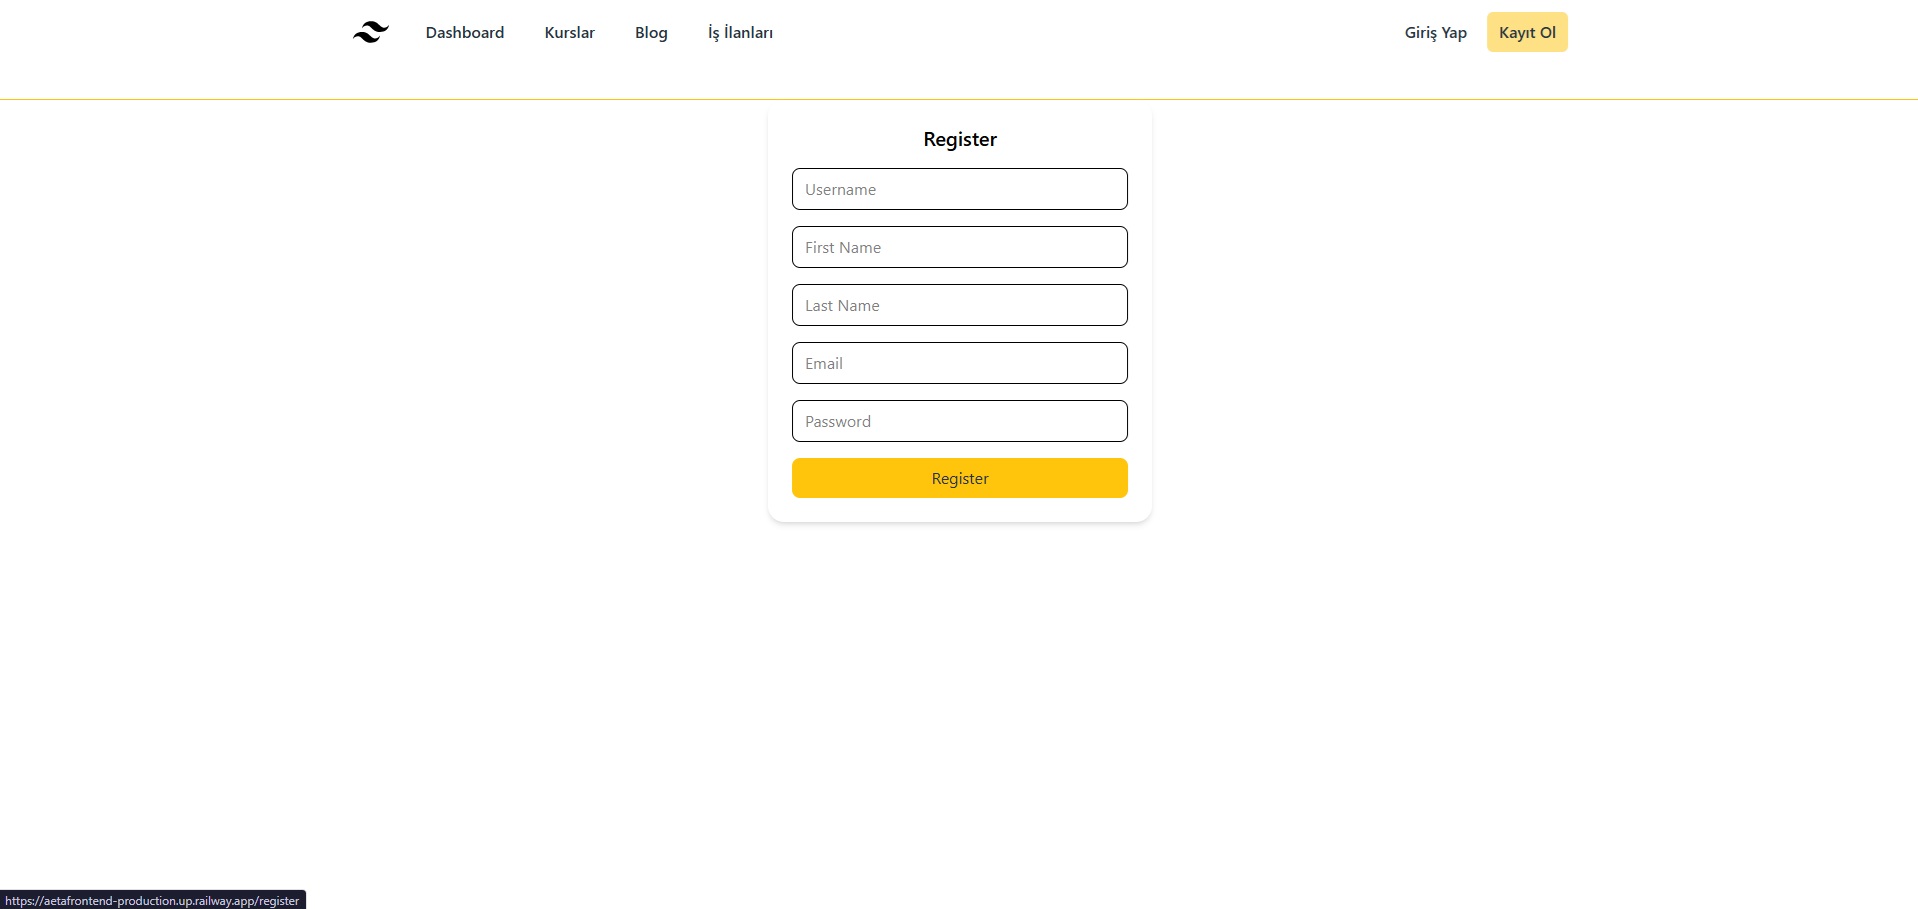 Dashboard Kurslar Blog İş İlanları Giriş Yap Kayıt Ol
Register
Username
First Name
Last Name
Email
Password
Register
https://aetafrontend-production.up.railway.app/register